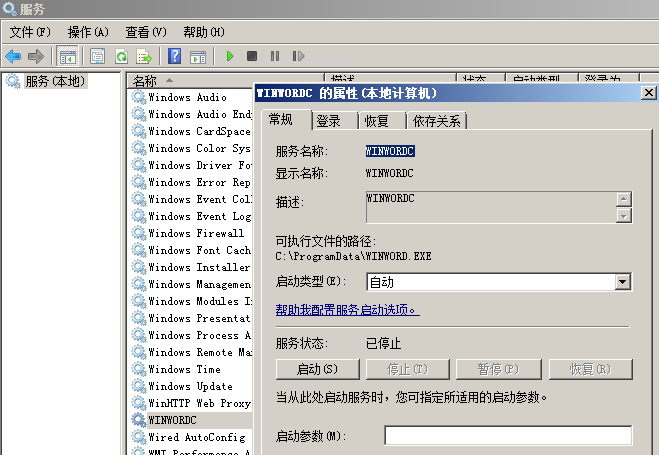 服务
文件(F) 操作(A) 查看(V) 帮助(H)
服务(本地)
名称 描述 状态 启动类型 登录为
Windows Audio
Windows Audio End
Windows CardSpace
Windows Color Sys
Windows Driver Fo
Windows Error Rep
Windows Event Col
Windows Event Log
Windows Firewall
Windows Font Cach
Windows Installer
Windows Managemen
Windows Modules I
Windows Presentat
Windows Process A
Windows Remote Ma
Windows Time
Windows Update
WinHTTP Web Proxy
WINWORDC
Wired AutoConfig
WMI Performance A
WINWORDC 的属性(本地计算机)
常规 登录 恢复 依存关系
服务名称: WINWORDC
显示名称: WINWORDC
描述: WINWORDC
可执行文件的路径:
C:\ProgramData\WINWORD.EXE
启动类型(E): 自动
帮助我配置服务启动选项。
服务状态: 已停止
启动(S) 停止(T) 暂停(P) 恢复(R)
当从此处启动服务时，您可指定所适用的启动参数。
启动参数(M):